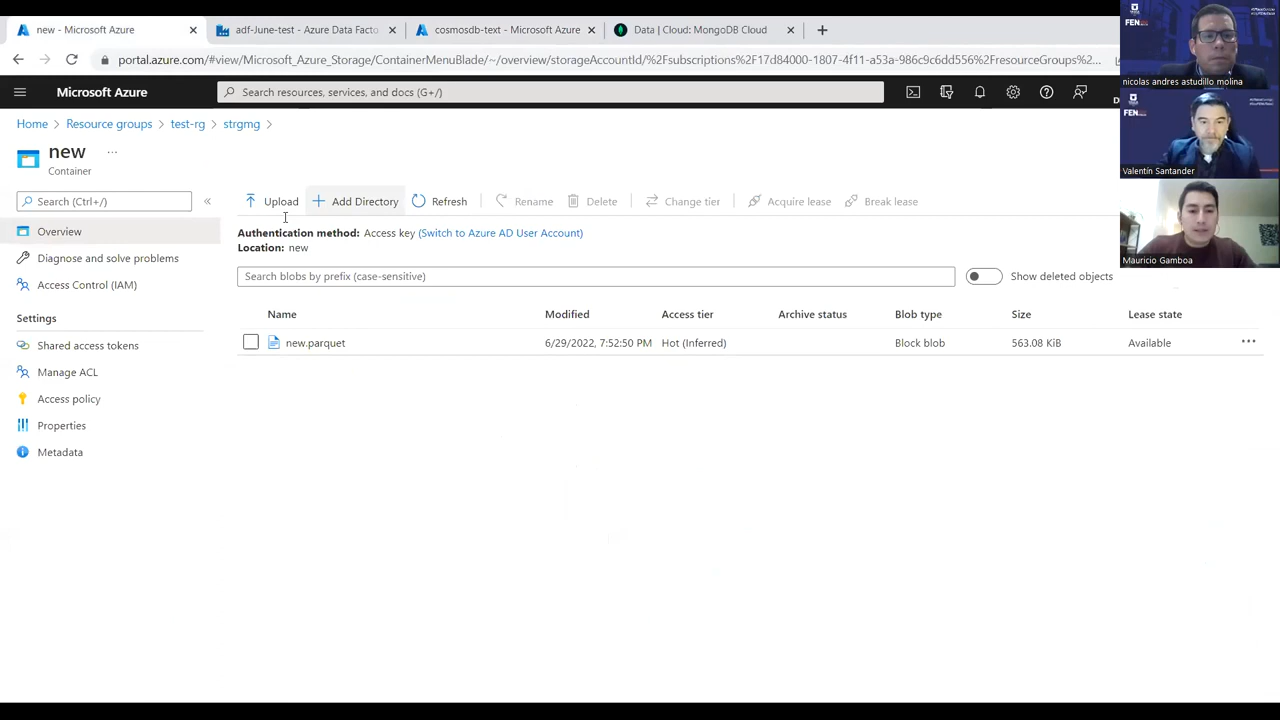 new - Microsoft Azure
adf-June-test - Azure Data Facto
cosmosdb-text - Microsoft Azure
Data | Cloud: MongoDB Cloud
portal.azure.com/#view/Microsoft_Azure_Storage/ContainerMenuBlade/~/overview/storageAccountId/%2Fsubscriptions%2F17d84000-1807-4f11-a53a-986c9c6dd556%2FresourceGroups%...
Microsoft Azure
Search resources, services, and docs (G+/)
Home > Resource groups > test-rg > strgmg >
new ...
Container
Search (Ctrl+/)
«
Overview
Diagnose and solve problems
Access Control (IAM)
Settings
Shared access tokens
Manage ACL
Access policy
Properties
Metadata
Upload + Add Directory Refresh Rename Delete Change tier Acquire lease Break lease
Authentication method: Access key (Switch to Azure AD User Account)
Location: new
Search blobs by prefix (case-sensitive)
Show deleted objects
Name Modified Access tier Archive status Blob type Size Lease state
new.parquet 6/29/2022, 7:52:50 PM Hot (Inferred) Block blob 563.08 KiB Available ...
FEN
nicolas andres astudillo molina
FEN
Valentín Santander
Mauricio Gamboa